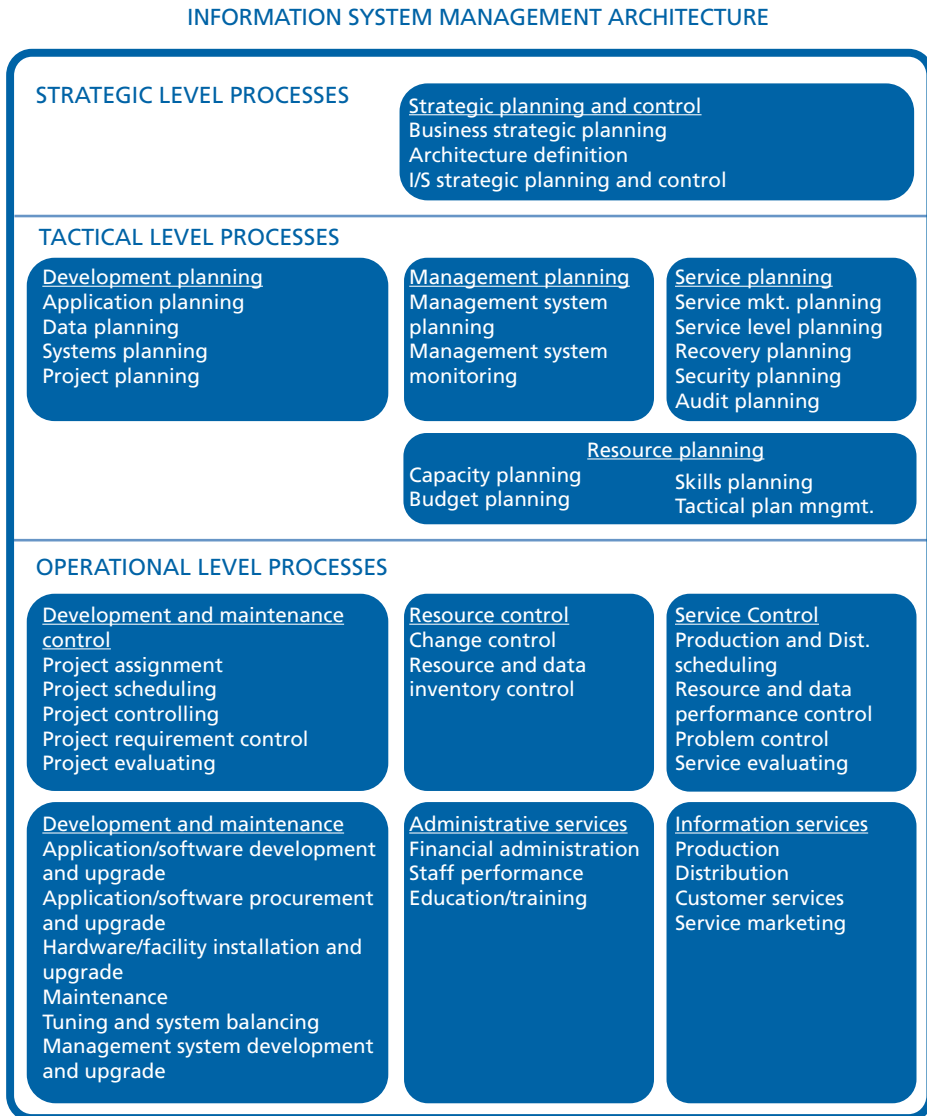 INFORMATION SYSTEM MANAGEMENT ARCHITECTURE
STRATEGIC LEVEL PROCESSES
Strategic planning and control
Business strategic planning
Architecture definition
I/S strategic planning and control
TACTICAL LEVEL PROCESSES
Development planning
Application planning
Data planning
Systems planning
Project planning
Management planning
Management system
planning
Management system
monitoring
Service planning
Service mkt. planning
Service level planning
Recovery planning
Security planning
Audit planning
Resource planning
Capacity planning
Budget planning
Skills planning
Tactical plan mngmt.
OPERATIONAL LEVEL PROCESSES
Development and maintenance
control
Project assignment
Project scheduling
Project controlling
Project requirement control
Project evaluating
Resource control
Change control
Resource and data
inventory control
Service Control
Production and Dist.
scheduling
Resource and data
performance control
Problem control
Service evaluating
Development and maintenance
Application/software development
and upgrade
Application/software procurement
and upgrade
Hardware/facility installation and
upgrade
Maintenance
Tuning and system balancing
Management system development
and upgrade
Administrative services
Financial administration
Staff performance
Education/training
Information services
Production
Distribution
Customer services
Service marketing